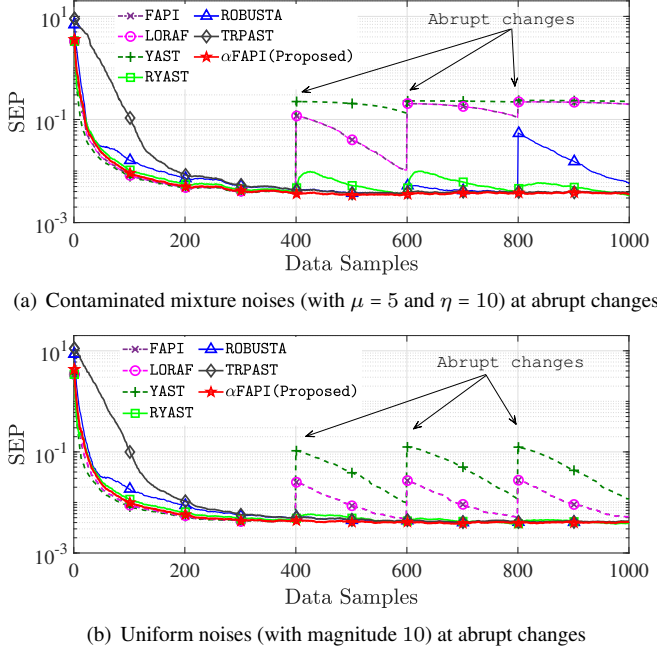 FAPI
LORAF
YAST
RYAST
ROBUSTA
TRPAST
αFAPI(Proposed)
Abrupt changes
SEP
10^1
10^-1
10^-3
0 200 400 600 800 1000
Data Samples
(a) Contaminated mixture noises (with μ = 5 and η = 10) at abrupt changes
FAPI
LORAF
YAST
RYAST
ROBUSTA
TRPAST
αFAPI(Proposed)
Abrupt changes
SEP
10^1
10^-1
10^-3
0 200 400 600 800 1000
Data Samples
(b) Uniform noises (with magnitude 10) at abrupt changes